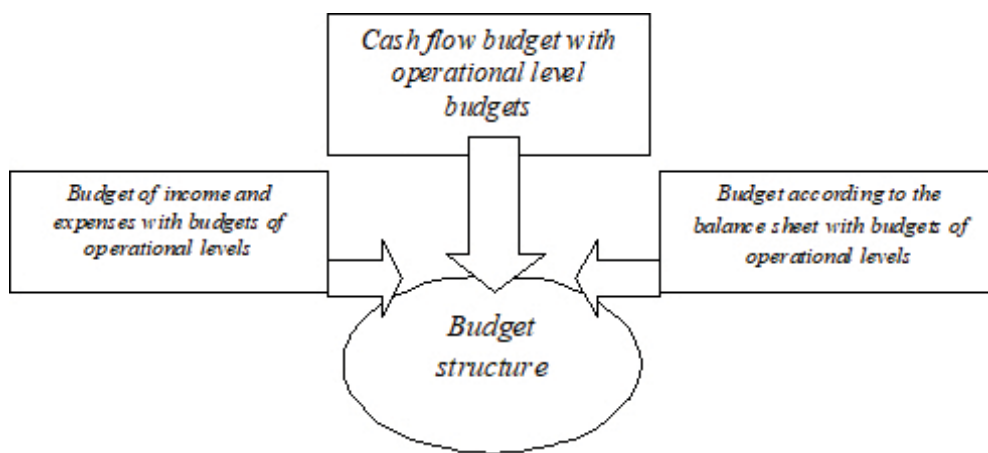 Cash flow budget with
operational level
budgets
Budget of income and
expenses with budgets of
operational levels
Budget according to the
balance sheet with budgets of
operational levels
Budget
structure